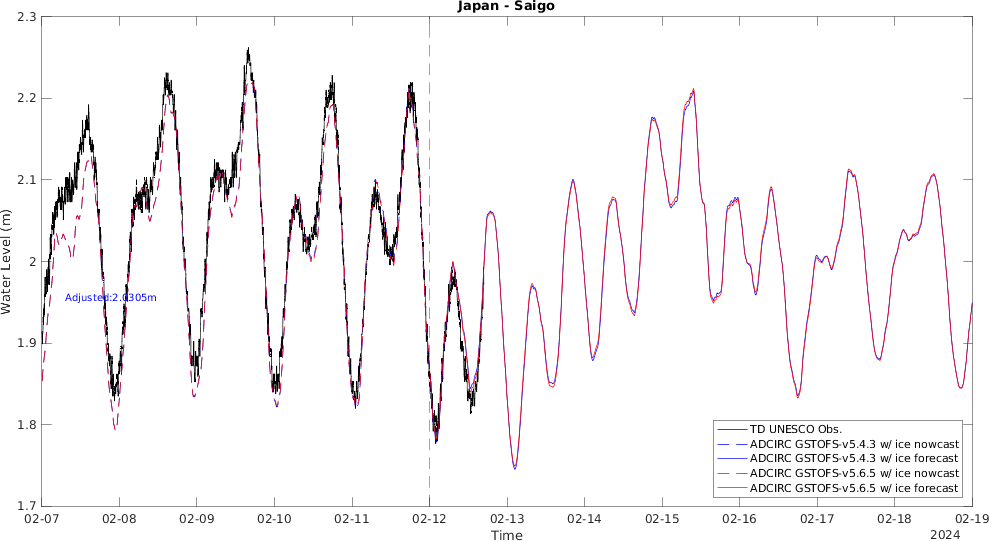 Japan - Saigo
2.3
2.2
2.1
2
1.9
1.8
1.7
Water Level (m)
Adjusted:2.0305m
TD UNESCO Obs.
ADCIRC GSTOFS-v5.4.3 w/ ice nowcast
ADCIRC GSTOFS-v5.4.3 w/ ice forecast
ADCIRC GSTOFS-v5.6.5 w/ ice nowcast
ADCIRC GSTOFS-v5.6.5 w/ ice forecast
02-07 02-08 02-09 02-10 02-11 02-12 02-13 02-14 02-15 02-16 02-17 02-18 02-19
Time
2024